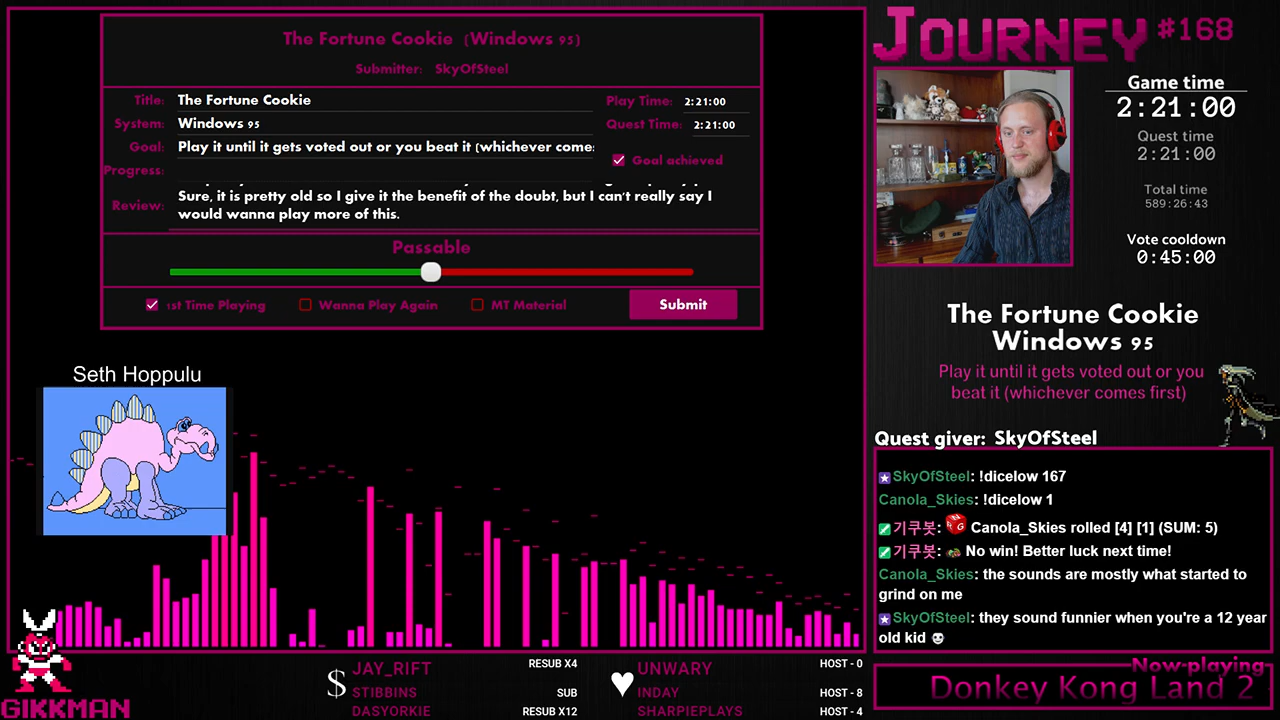 The Fortune Cookie (Windows 95)
Submitter: SkyOfSteel
Title: The Fortune Cookie
Play Time: 2:21:00
System: Windows 95
Quest Time: 2:21:00
Goal: Play it until it gets voted out or you beat it (whichever come
Goal achieved
Progress:
Review: Sure, it is pretty old so I give it the benefit of the doubt, but I can't really say I
would wanna play more of this.
Passable
1st Time Playing
Wanna Play Again
MT Material
Submit
Seth Hoppulu
GIKKMAN
$ JAY_RIFT RESUB X4
STIBBINS SUB
DASYORKIE RESUB X12
UNWARY HOST - 0
INDAY HOST - 8
SHARPIEPLAYS HOST - 4
JOURNEY #168
Game time
2:21:00
Quest time
2:21:00
Total time
589:26:43
Vote cooldown
0:45:00
The Fortune Cookie
Windows 95
Play it until it gets voted out or you
beat it (whichever comes first)
Quest giver: SkyOfSteel
SkyOfSteel: !dicelow 167
Canola_Skies: !dicelow 1
기쿠봇: Canola_Skies rolled [4] [1] (SUM: 5)
기쿠봇: No win! Better luck next time!
Canola_Skies: the sounds are mostly what started to
grind on me
SkyOfSteel: they sound funnier when you're a 12 year
old kid
Now playing
Donkey Kong Land 2